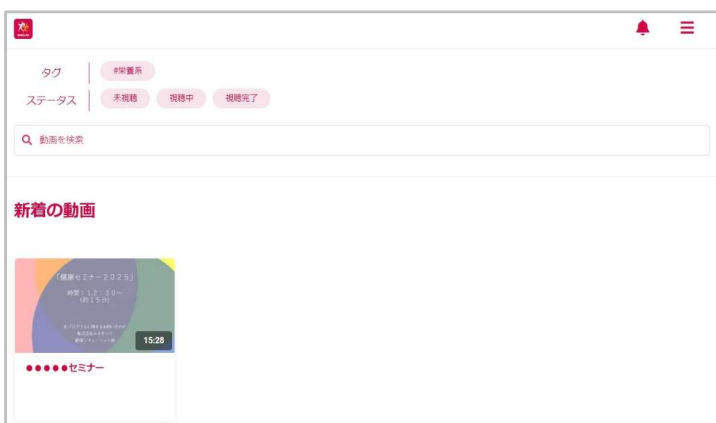 タグ
#栄養系
ステータス
未視聴
視聴中
視聴完了
動画を検索
新着の動画
「健康セミナー2025」
時間：12:30〜
(約15分)
15:28
●●●●●セミナー